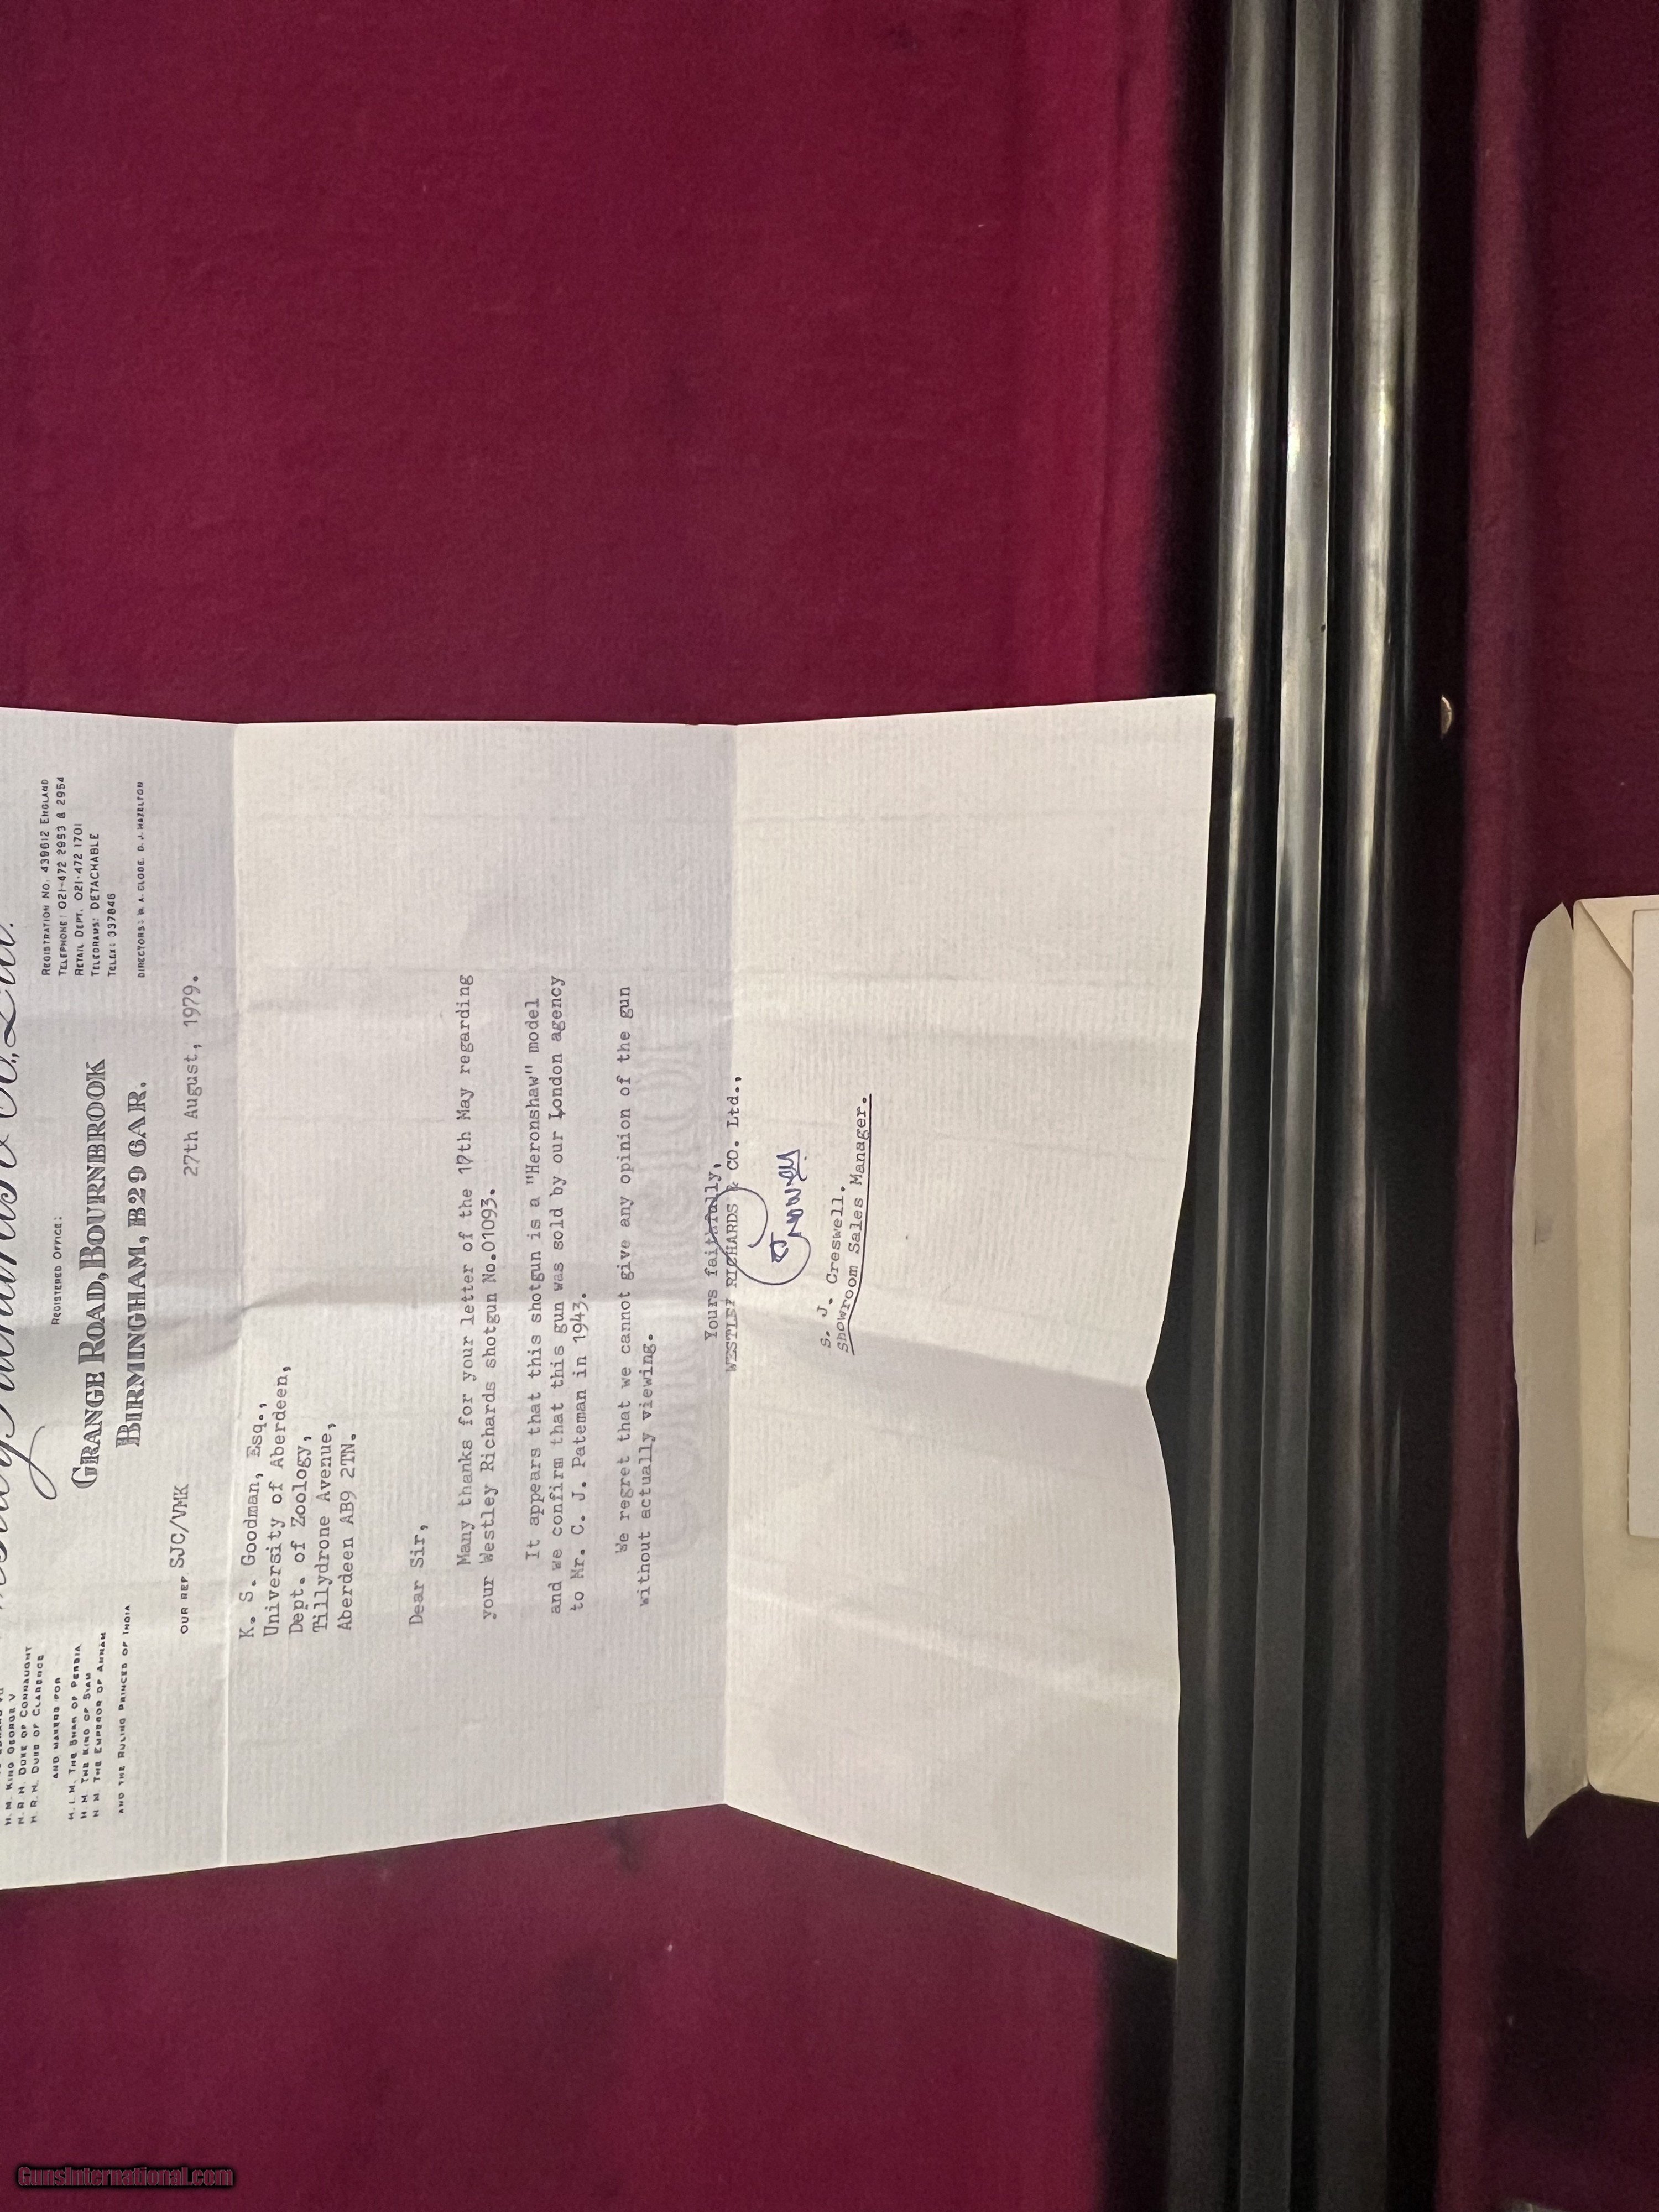 H. M. KING GEORGE V
H. R. H. DUKE OF CONNAUGHT
H. R. H. DUKE OF CLARENCE
AND MAKERS FOR
H. I. M. THE SHAH OF PERSIA
H. M. THE KING OF SIAM
H. M. THE EMPEROR OF ANNAM
AND THE RULING PRINCES OF INDIA
REGISTERED OFFICE:
GRANGE ROAD, BOURNBROOK
BIRMINGHAM, B29 6AR.
REGISTRATION NO. 439612 ENGLAND
TELEPHONE: 021-472 2953 & 2954
RETAIL DEPT. 021-472 1701
TELEGRAMS: DETACHABLE
TELEX: 337846
DIRECTORS: W. A. CLODE. D. J. HAZELTON
OUR REF SJC/VMK
27th August, 1979.
K. S. Goodman, Esq.,
University of Aberdeen,
Dept. of Zoology,
Tillydrone Avenue,
Aberdeen AB9 2TN.
Dear Sir,
Many thanks for your letter of the 17th May regarding
your Westley Richards shotgun No.01093.
It appears that this shotgun is a "Heronshaw" model
and we confirm that this gun was sold by our London agency
to Mr. C. J. Pateman in 1943.
We regret that we cannot give any opinion of the gun
without actually viewing.
Yours faithfully,
WESTLEY RICHARDS & CO. Ltd.,
S. J. Creswell.
Showroom Sales Manager.
GunsInternational.com